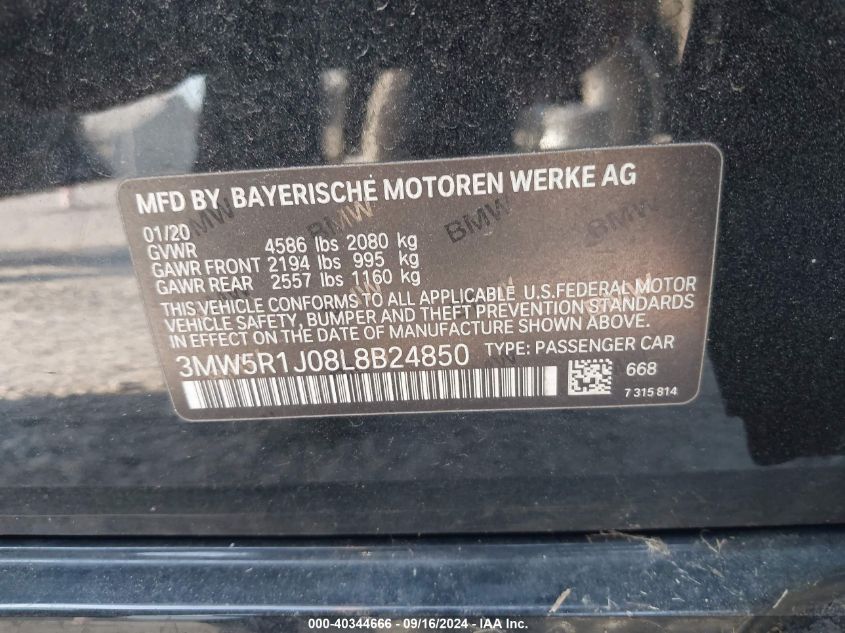 MFD BY BAYERISCHE MOTOREN WERKE AG
01/20
GVWR 4586 lbs 2080 kg
GAWR FRONT 2194 lbs 995 kg
GAWR REAR 2557 lbs 1160 kg
THIS VEHICLE CONFORMS TO ALL APPLICABLE U.S.FEDERAL MOTOR
VEHICLE SAFETY, BUMPER AND THEFT PREVENTION STANDARDS
IN EFFECT ON THE DATE OF MANUFACTURE SHOWN ABOVE.
3MW5R1J08L8B24850 TYPE: PASSENGER CAR
668
7 315 814
BMW
BMW
BMW
000-40344666 - 09/16/2024 - IAA Inc.